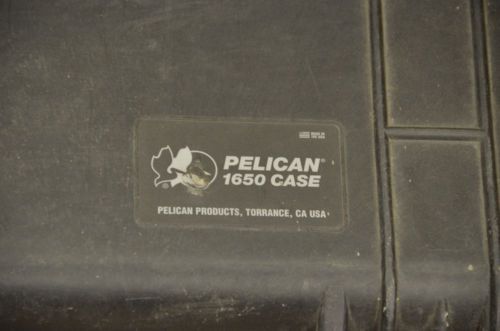 PELICAN®
1650 CASE
®
PELICAN PRODUCTS, TORRANCE, CA USA